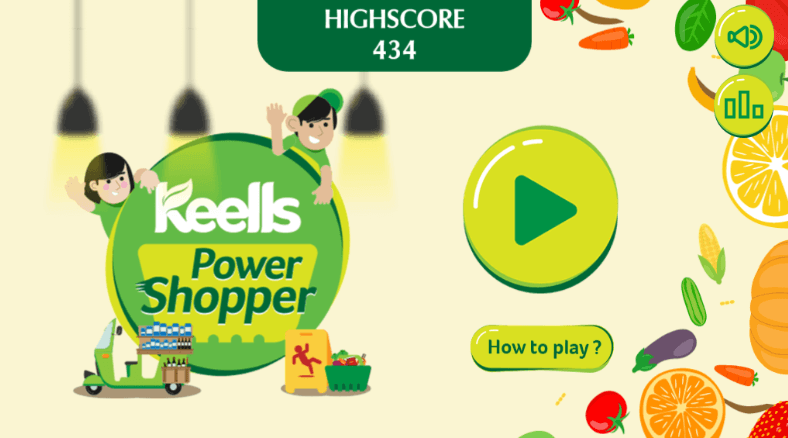 HIGHSCORE
434
Keells
Power
Shopper
How to play ?